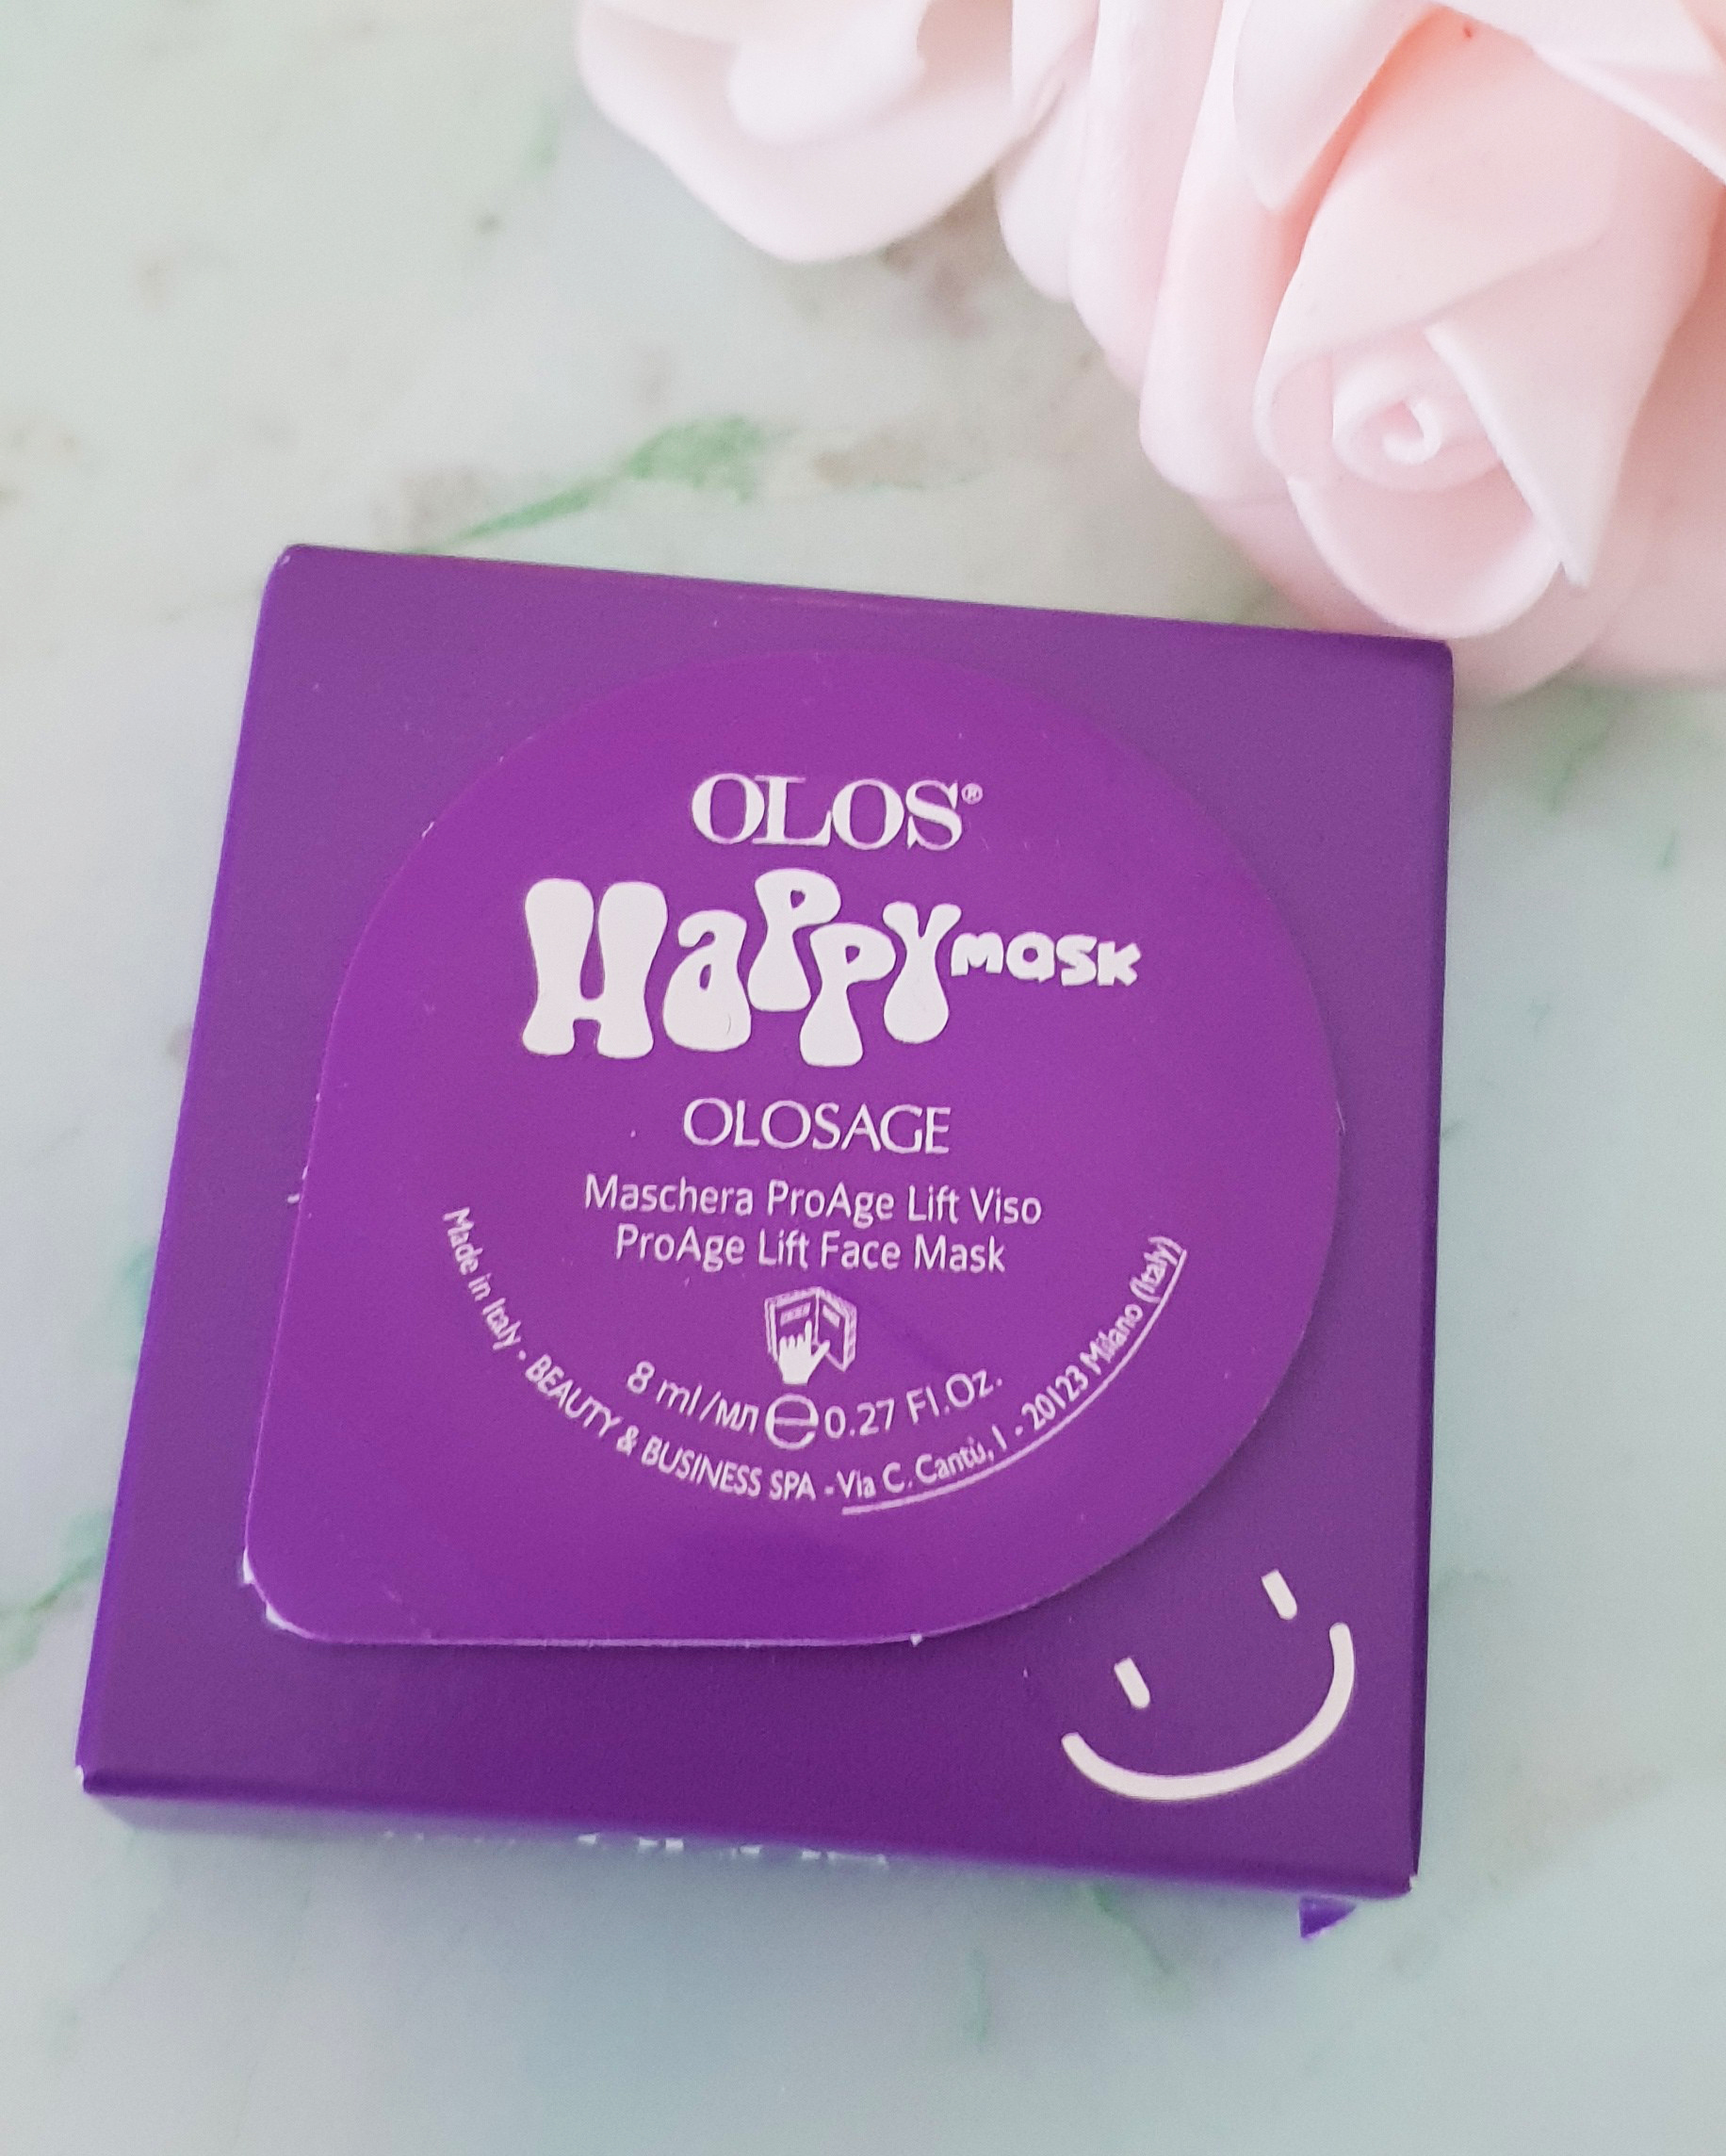 OLOS®
Happy mask
OLOSAGE
Maschera ProAge Lift Viso
ProAge Lift Face Mask
8 ml/мл e 0.27 Fl.Oz.
Made in Italy - BEAUTY & BUSINESS SPA - Via C. Cantù, 1 - 20123 Milano (Italy)